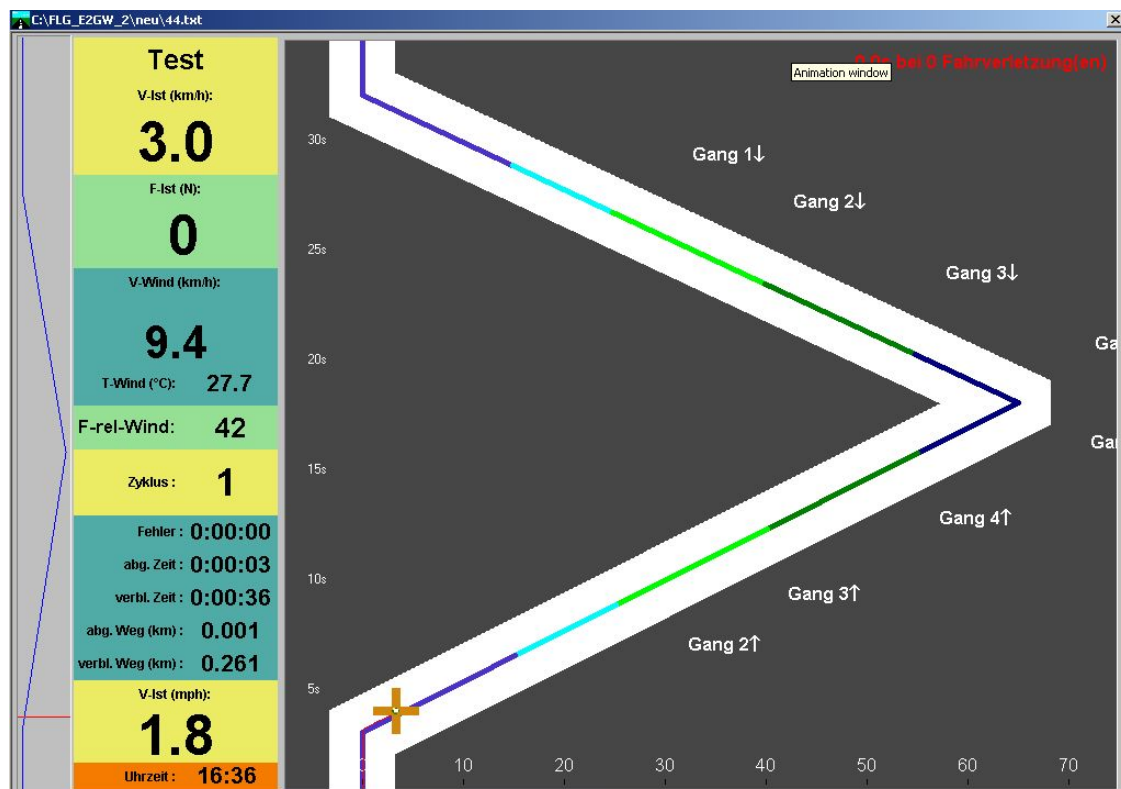 C:\FLG_E2GW_2\neu\44.txt
Test
V-Ist (km/h):
3.0
F-Ist (N):
0
V-Wind (km/h):
9.4
T-Wind (°C): 27.7
F-rel-Wind: 42
Zyklus : 1
Fehler : 0:00:00
abg. Zeit : 0:00:03
verbl. Zeit : 0:00:36
abg. Weg (km) : 0.001
verbl. Weg (km) : 0.261
V-Ist (mph):
1.8
Uhrzeit : 16:36
bei 0 Fahrverletzung(en)
Animation window
30s
Gang 1↓
Gang 2↓
25s
Gang 3↓
20s
Ga
Gan
15s
Gang 4↑
10s
Gang 3↑
Gang 2↑
5s
0 10 20 30 40 50 60 70